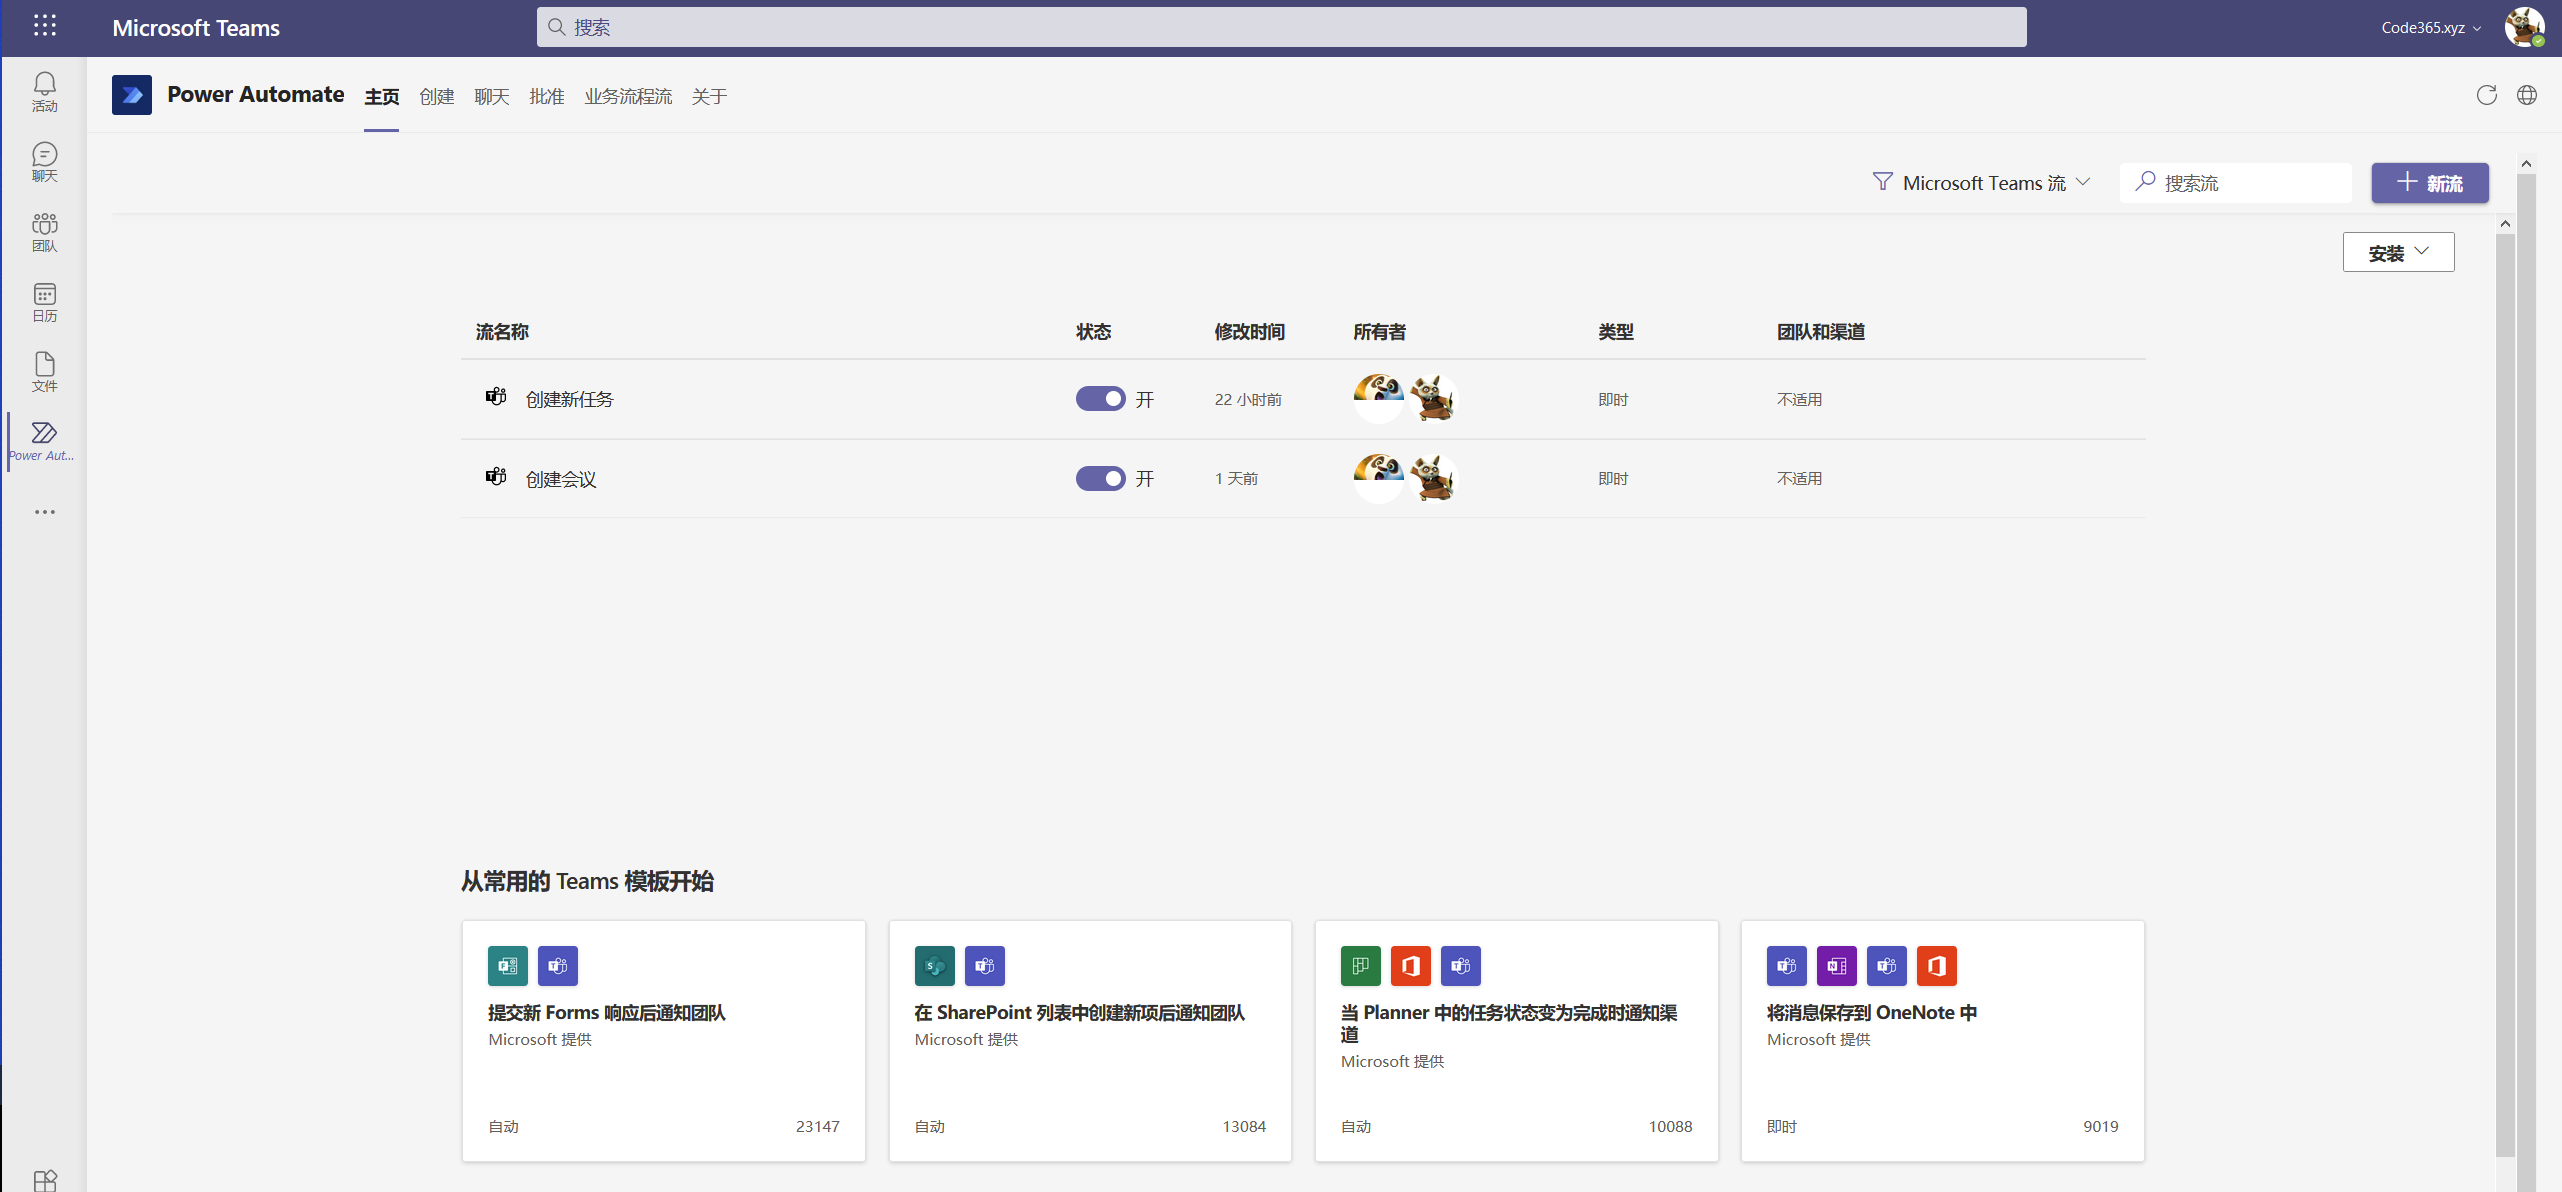 Microsoft Teams
搜索
Code365.xyz
活动
聊天
团队
日历
文件
Power Aut...
Power Automate
主页
创建
聊天
批准
业务流程流
关于
Microsoft Teams 流
搜索流
新流
安装
流名称
状态
修改时间
所有者
类型
团队和渠道
创建新任务
开
22 小时前
即时
不适用
创建会议
开
1 天前
即时
不适用
从常用的 Teams 模板开始
提交新 Forms 响应后通知团队
Microsoft 提供
自动
23147
在 SharePoint 列表中创建新项后通知团队
Microsoft 提供
自动
13084
当 Planner 中的任务状态变为完成时通知渠
道
Microsoft 提供
自动
10088
将消息保存到 OneNote 中
Microsoft 提供
即时
9019